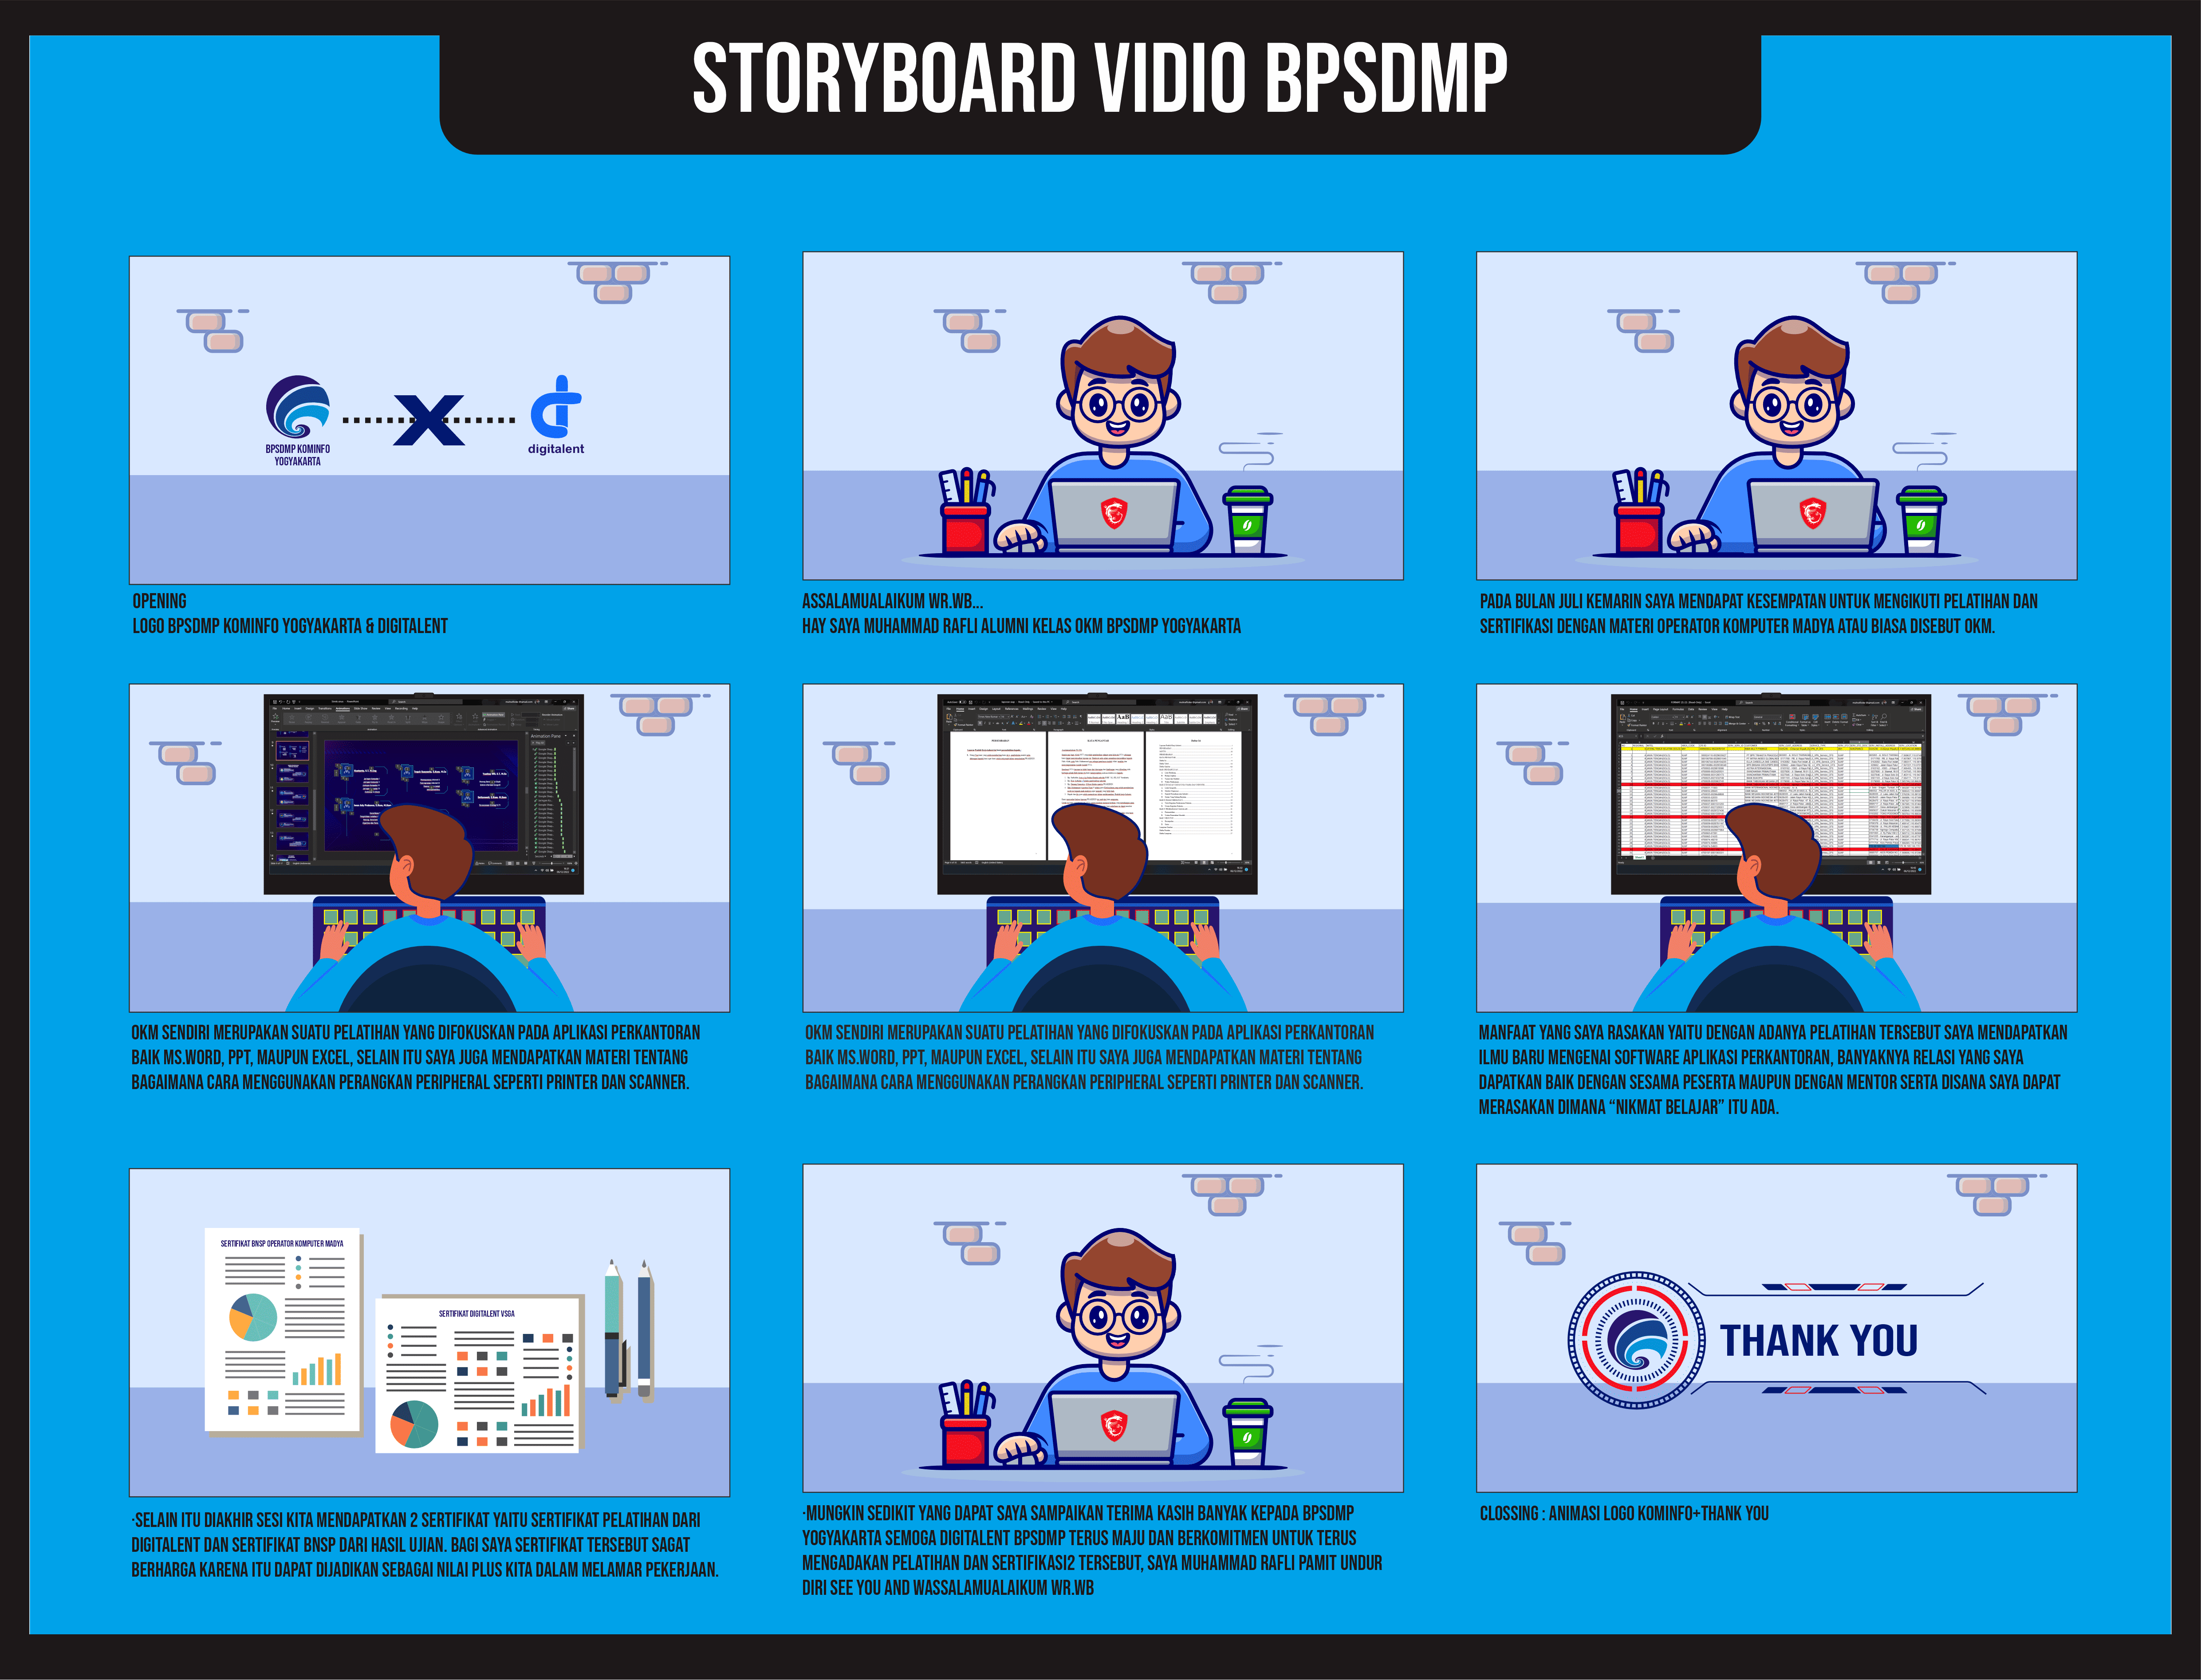 STORYBOARD VIDIO BPSDMP
BPSDMP KOMINFO
YOGYAKARTA
X
digitalent
OPENING
LOGO BPSDMP KOMINFO YOGYAKARTA & DIGITALENT
ASSALAMUALAIKUM WR.WB...
HAY SAYA MUHAMMAD RAFLI ALUMNI KELAS OKM BPSDMP YOGYAKARTA
PADA BULAN JULI KEMARIN SAYA MENDAPAT KESEMPATAN UNTUK MENGIKUTI PELATIHAN DAN
SERTIFIKASI DENGAN MATERI OPERATOR KOMPUTER MADYA ATAU BIASA DISEBUT OKM.
Animation Pane
OKM SENDIRI MERUPAKAN SUATU PELATIHAN YANG DIFOKUSKAN PADA APLIKASI PERKANTORAN
BAIK MS.WORD, PPT, MAUPUN EXCEL, SELAIN ITU SAYA JUGA MENDAPATKAN MATERI TENTANG
BAGAIMANA CARA MENGGUNAKAN PERANGKAN PERIPHERAL SEPERTI PRINTER DAN SCANNER.
OKM SENDIRI MERUPAKAN SUATU PELATIHAN YANG DIFOKUSKAN PADA APLIKASI PERKANTORAN
BAIK MS.WORD, PPT, MAUPUN EXCEL, SELAIN ITU SAYA JUGA MENDAPATKAN MATERI TENTANG
BAGAIMANA CARA MENGGUNAKAN PERANGKAN PERIPHERAL SEPERTI PRINTER DAN SCANNER.
MANFAAT YANG SAYA RASAKAN YAITU DENGAN ADANYA PELATIHAN TERSEBUT SAYA MENDAPATKAN
ILMU BARU MENGENAI SOFTWARE APLIKASI PERKANTORAN, BANYAKNYA RELASI YANG SAYA
DAPATKAN BAIK DENGAN SESAMA PESERTA MAUPUN DENGAN MENTOR SERTA DISANA SAYA DAPAT
MERASAKAN DIMANA “NIKMAT BELAJAR” ITU ADA.
SERTIFIKAT BNSP OPERATOR KOMPUTER MADYA
SERTIFIKAT DIGITALENT VSGA
·SELAIN ITU DIAKHIR SESI KITA MENDAPATKAN 2 SERTIFIKAT YAITU SERTIFIKAT PELATIHAN DARI
DIGITALENT DAN SERTIFIKAT BNSP DARI HASIL UJIAN. BAGI SAYA SERTIFIKAT TERSEBUT SAGAT
BERHARGA KARENA ITU DAPAT DIJADIKAN SEBAGAI NILAI PLUS KITA DALAM MELAMAR PEKERJAAN.
·MUNGKIN SEDIKIT YANG DAPAT SAYA SAMPAIKAN TERIMA KASIH BANYAK KEPADA BPSDMP
YOGYAKARTA SEMOGA DIGITALENT BPSDMP TERUS MAJU DAN BERKOMITMEN UNTUK TERUS
MENGADAKAN PELATIHAN DAN SERTIFIKASI2 TERSEBUT, SAYA MUHAMMAD RAFLI PAMIT UNDUR
DIRI SEE YOU AND WASSALAMUALAIKUM WR.WB
THANK YOU
CLOSSING : ANIMASI LOGO KOMINFO+THANK YOU